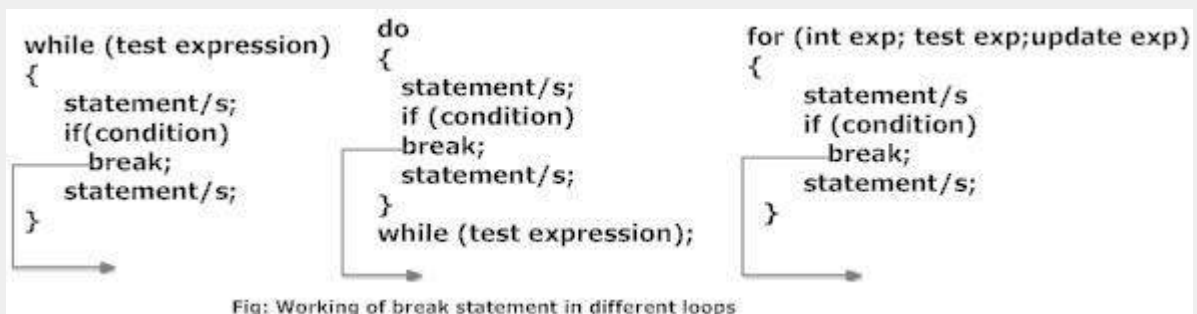 while (test expression)
{
statement/s;
if(condition)
break;
statement/s;
}
do
{
statement/s;
if (condition)
break;
statement/s;
}
while (test expression);
for (int exp; test exp;update exp)
{
statement/s
if (condition)
break;
statement/s;
}
Fig: Working of break statement in different loops